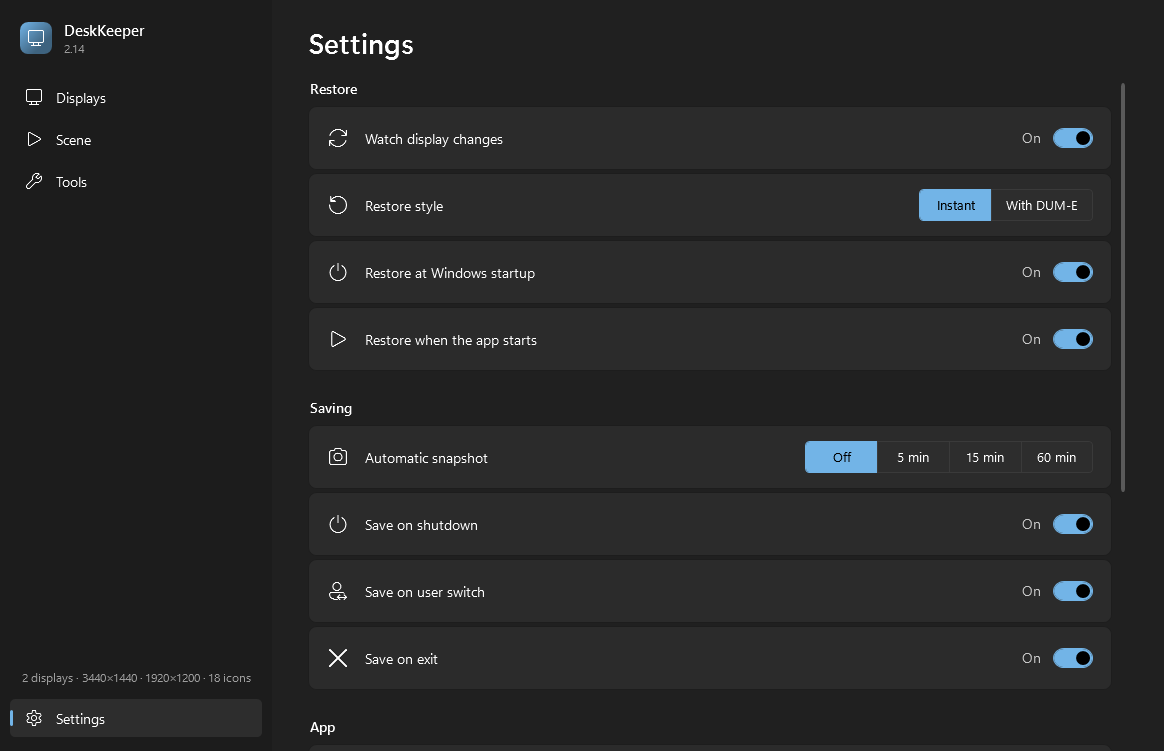 DeskKeeper
2.14
Displays
Scene
Tools
2 displays · 3440×1440 · 1920×1200 · 18 icons
Settings
Settings
Restore
Watch display changes On
Restore style Instant With DUM-E
Restore at Windows startup On
Restore when the app starts On
Saving
Automatic snapshot Off 5 min 15 min 60 min
Save on shutdown On
Save on user switch On
Save on exit On
App